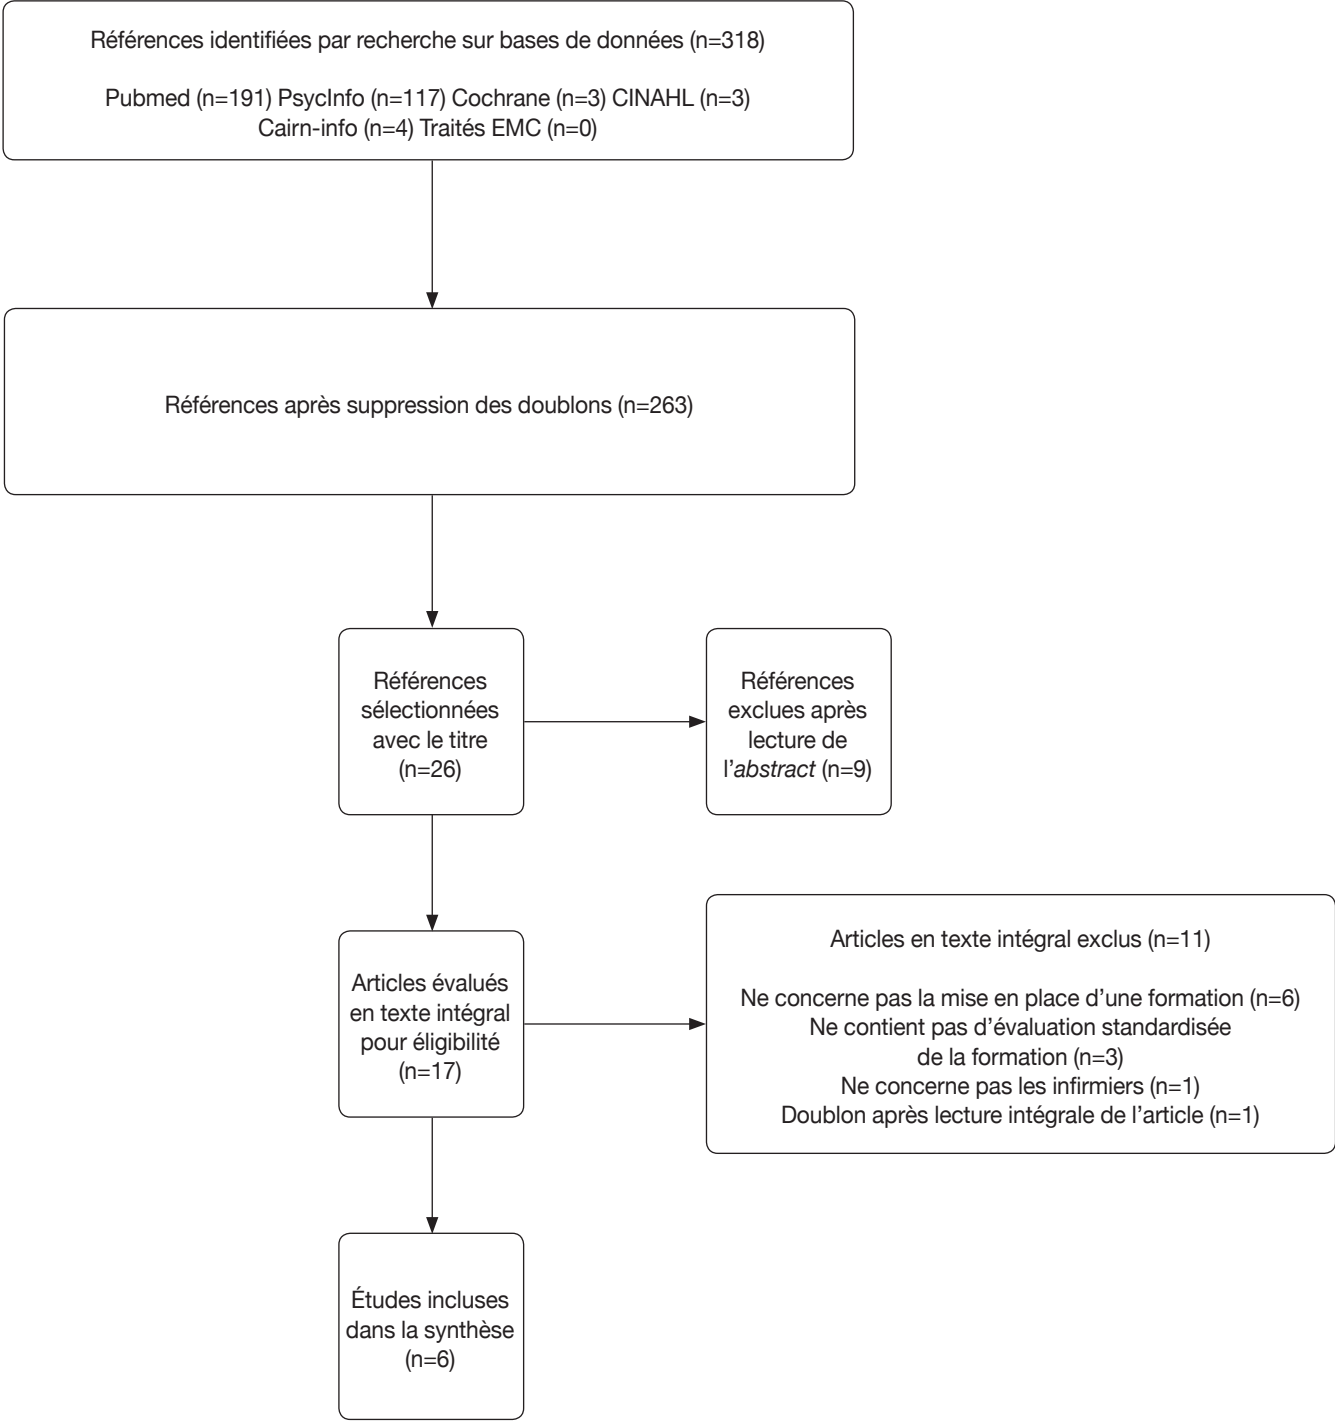 Références identifiées par recherche sur bases de données (n=318)
Pubmed (n=191) PsycInfo (n=117) Cochrane (n=3) CINAHL (n=3)
Cairn-info (n=4) Traités EMC (n=0)
Références après suppression des doublons (n=263)
Références
sélectionnées
avec le titre
(n=26)
Références
exclues après
lecture de
l’abstract (n=9)
Articles évalués
en texte intégral
pour éligibilité
(n=17)
Articles en texte intégral exclus (n=11)
Ne concerne pas la mise en place d’une formation (n=6)
Ne contient pas d’évaluation standardisée
de la formation (n=3)
Ne concerne pas les infirmiers (n=1)
Doublon après lecture intégrale de l’article (n=1)
Études incluses
dans la synthèse
(n=6)